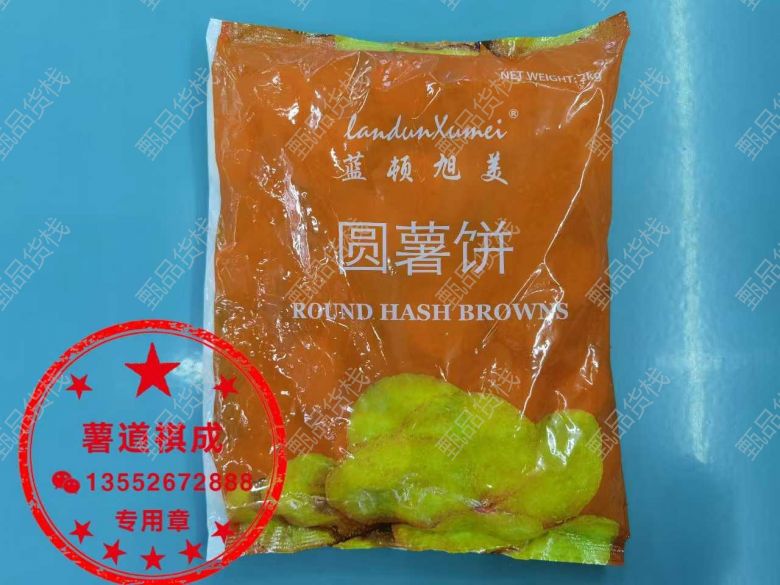 NET WEIGHT: 2kg
landunXumei®
蓝顿旭美
圆薯饼
ROUND HASH BROWNS
薯道祺成
13552672888
专用章
甄品货栈